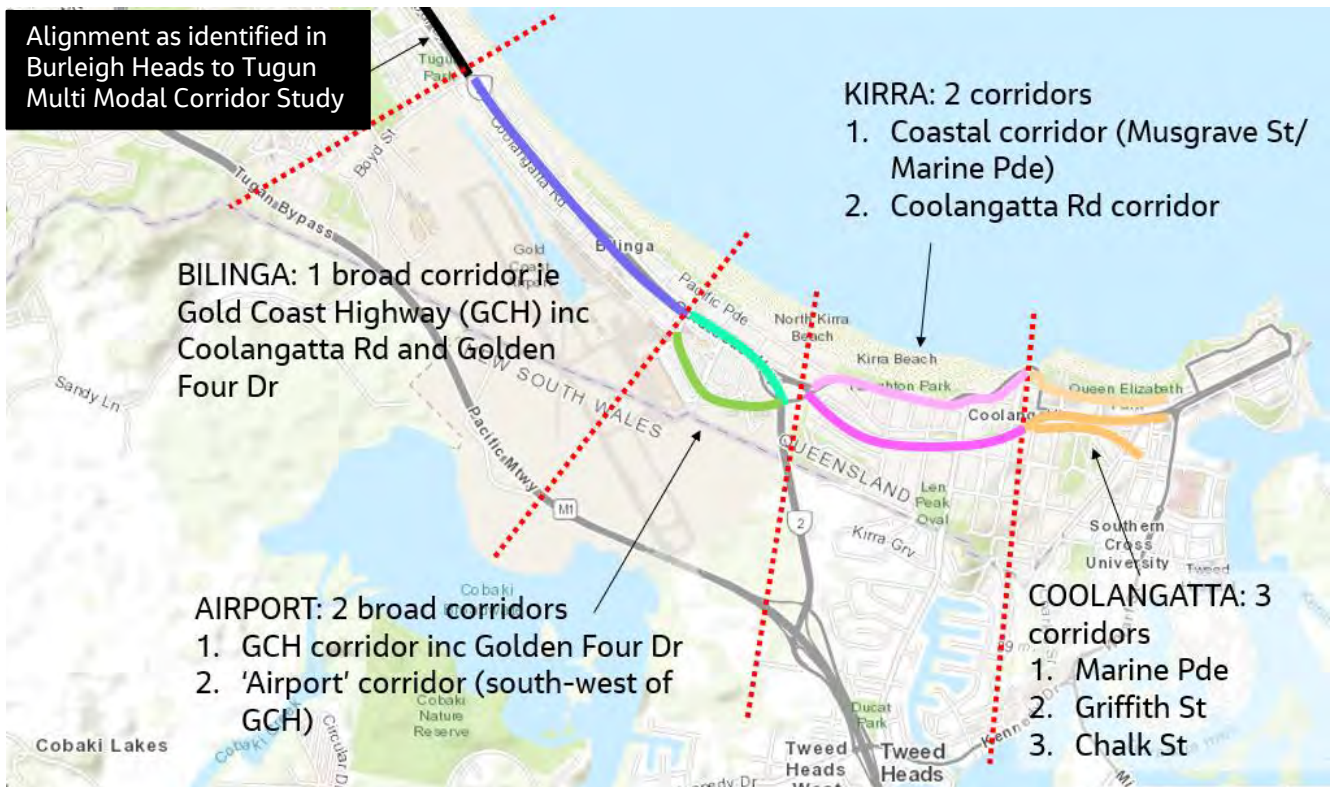 Alignment as identified in
Burleigh Heads to Tugun
Multi Modal Corridor Study
KIRRA: 2 corridors
1. Coastal corridor (Musgrave St/
Marine Pde)
2. Coolangatta Rd corridor
BILINGA: 1 broad corridor ie
Gold Coast Highway (GCH) inc
Coolangatta Rd and Golden
Four Dr
AIRPORT: 2 broad corridors
1. GCH corridor inc Golden Four Dr
2. 'Airport' corridor (south-west of
GCH)
COOLANGATTA: 3
corridors
1. Marine Pde
2. Griffith St
3. Chalk St
Park
Boyd St
Tugan Bypass
Coolangatta Rd
Gold
Bilinga
Pacific Pde
North Kirra
Beach
Kirra Beach
Queen Elizabeth
Sandy Ln
NEW SOUTH WALES
QUEENSLAND
Pacific Mtwy
M1
2
Len
Peak
Oval
Kirra Grv
Southern
Cross
University
Tweed
Cobaki
Cobaki
Nature
Reserve
Cobaki Lakes
Circular D
Ducat
Park
Tweed
Heads
Tweed
Heads